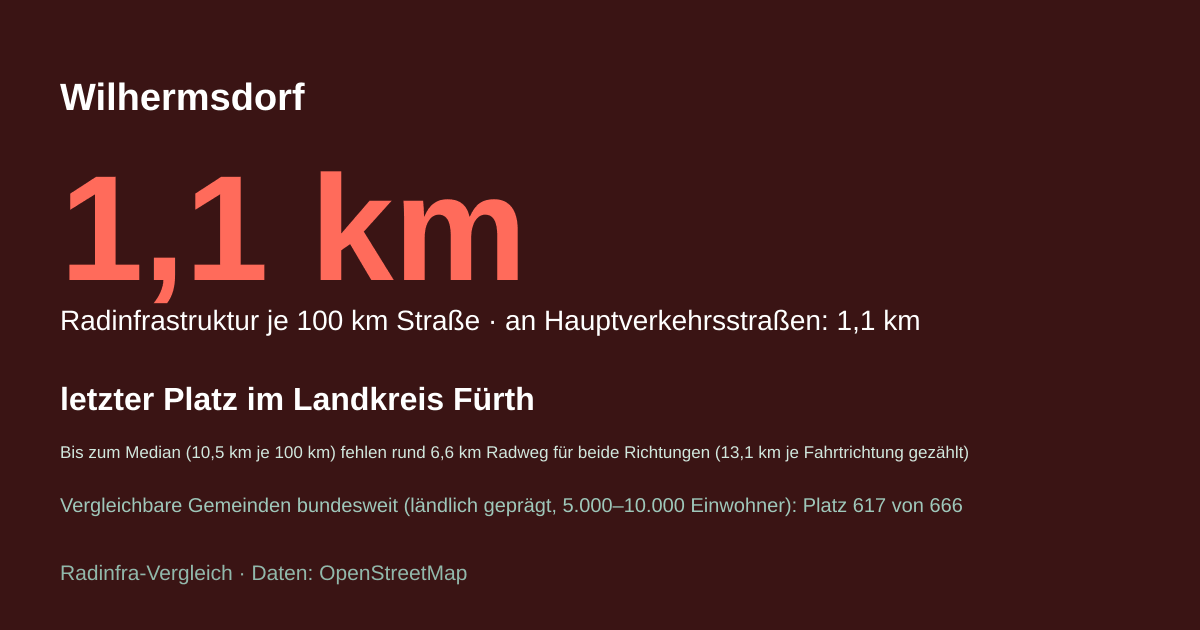 Wilhermsdorf
1,1 km
Radinfrastruktur je 100 km Straße · an Hauptverkehrsstraßen: 1,1 km
letzter Platz im Landkreis Fürth
Bis zum Median (10,5 km je 100 km) fehlen rund 6,6 km Radweg für beide Richtungen (13,1 km je Fahrtrichtung gezählt)
Vergleichbare Gemeinden bundesweit (ländlich geprägt, 5.000–10.000 Einwohner): Platz 617 von 666
Radinfra-Vergleich · Daten: OpenStreetMap